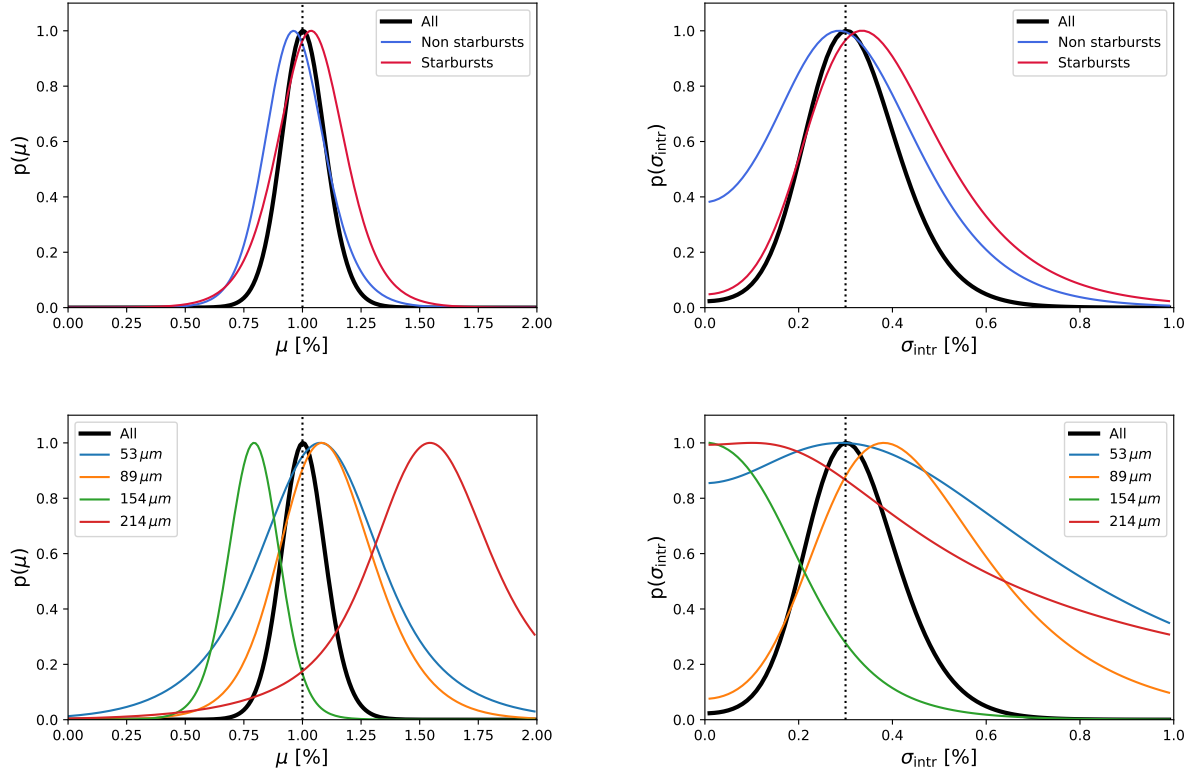 All
Non starbursts
Starbursts
p(μ)
1.0
0.8
0.6
0.4
0.2
0.0
0.00 0.25 0.50 0.75 1.00 1.25 1.50 1.75 2.00
μ [%]
All
Non starbursts
Starbursts
p(σintr)
1.0
0.8
0.6
0.4
0.2
0.0
0.0 0.2 0.4 0.6 0.8 1.0
σintr [%]
All
53 μm
89 μm
154 μm
214 μm
p(μ)
1.0
0.8
0.6
0.4
0.2
0.0
0.00 0.25 0.50 0.75 1.00 1.25 1.50 1.75 2.00
μ [%]
All
53 μm
89 μm
154 μm
214 μm
p(σintr)
1.0
0.8
0.6
0.4
0.2
0.0
0.0 0.2 0.4 0.6 0.8 1.0
σintr [%]